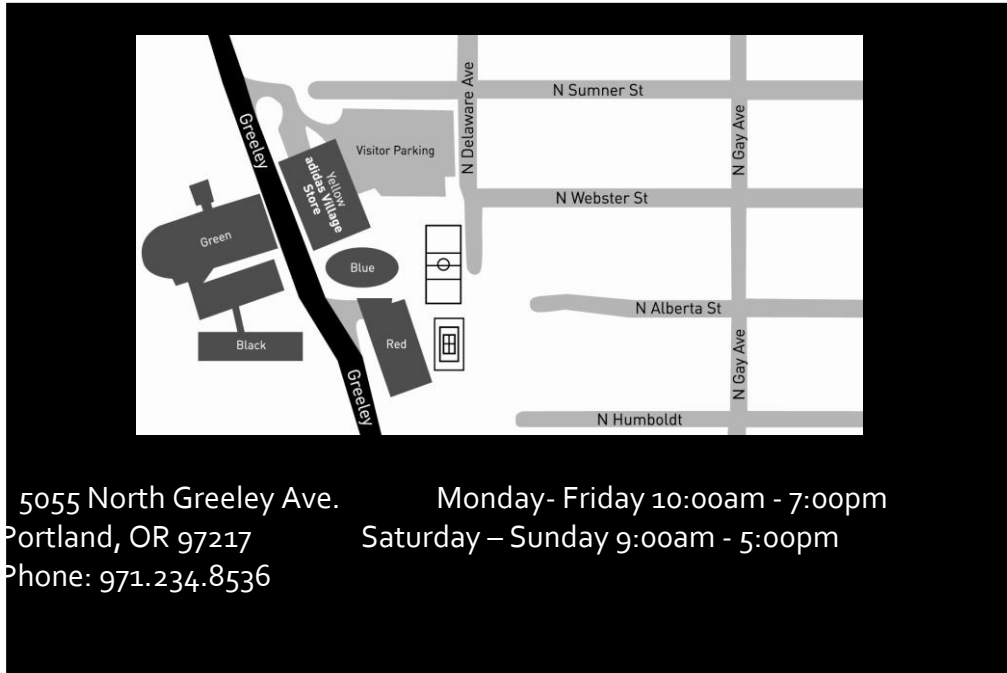 N Sumner St
N Delaware Ave
N Gay Ave
Greeley
Visitor Parking
Yellow
adidas Village
Store
N Webster St
Green
Blue
N Alberta St
Black
Red
N Gay Ave
Greeley
N Humboldt
5055 North Greeley Ave. Monday- Friday 10:00am - 7:00pm
Portland, OR 97217 Saturday – Sunday 9:00am - 5:00pm
Phone: 971.234.8536